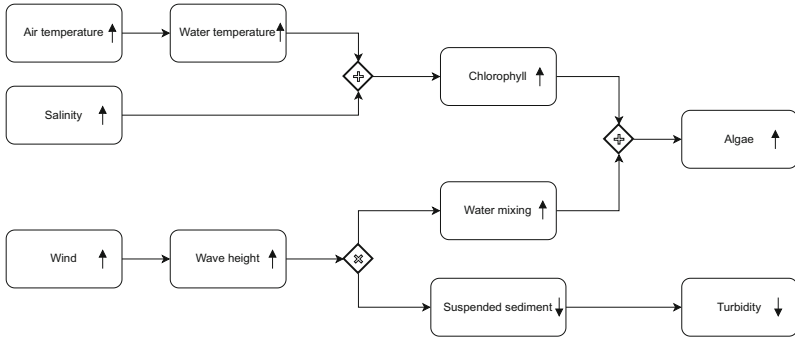 Air temperature
Water temperature
Chlorophyll
Salinity
Algae
Water mixing
Wind
Wave height
Suspended sediment
Turbidity